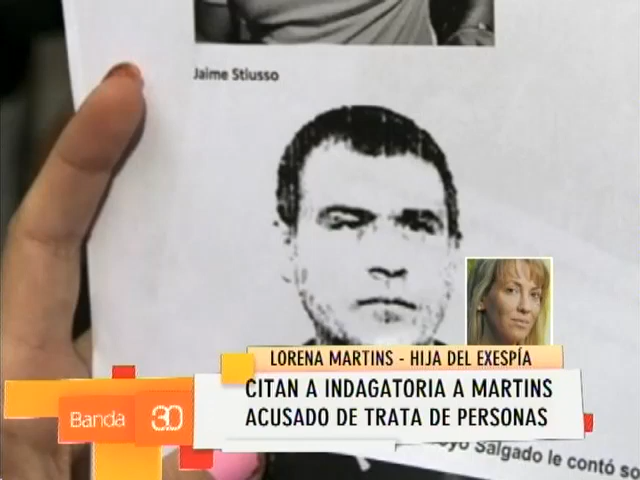 Jaime Stiusso
LORENA MARTINS - HIJA DEL EXESPÍA
CITAN A INDAGATORIA A MARTINS
ACUSADO DE TRATA DE PERSONAS
Banda 30
Salgado le contó